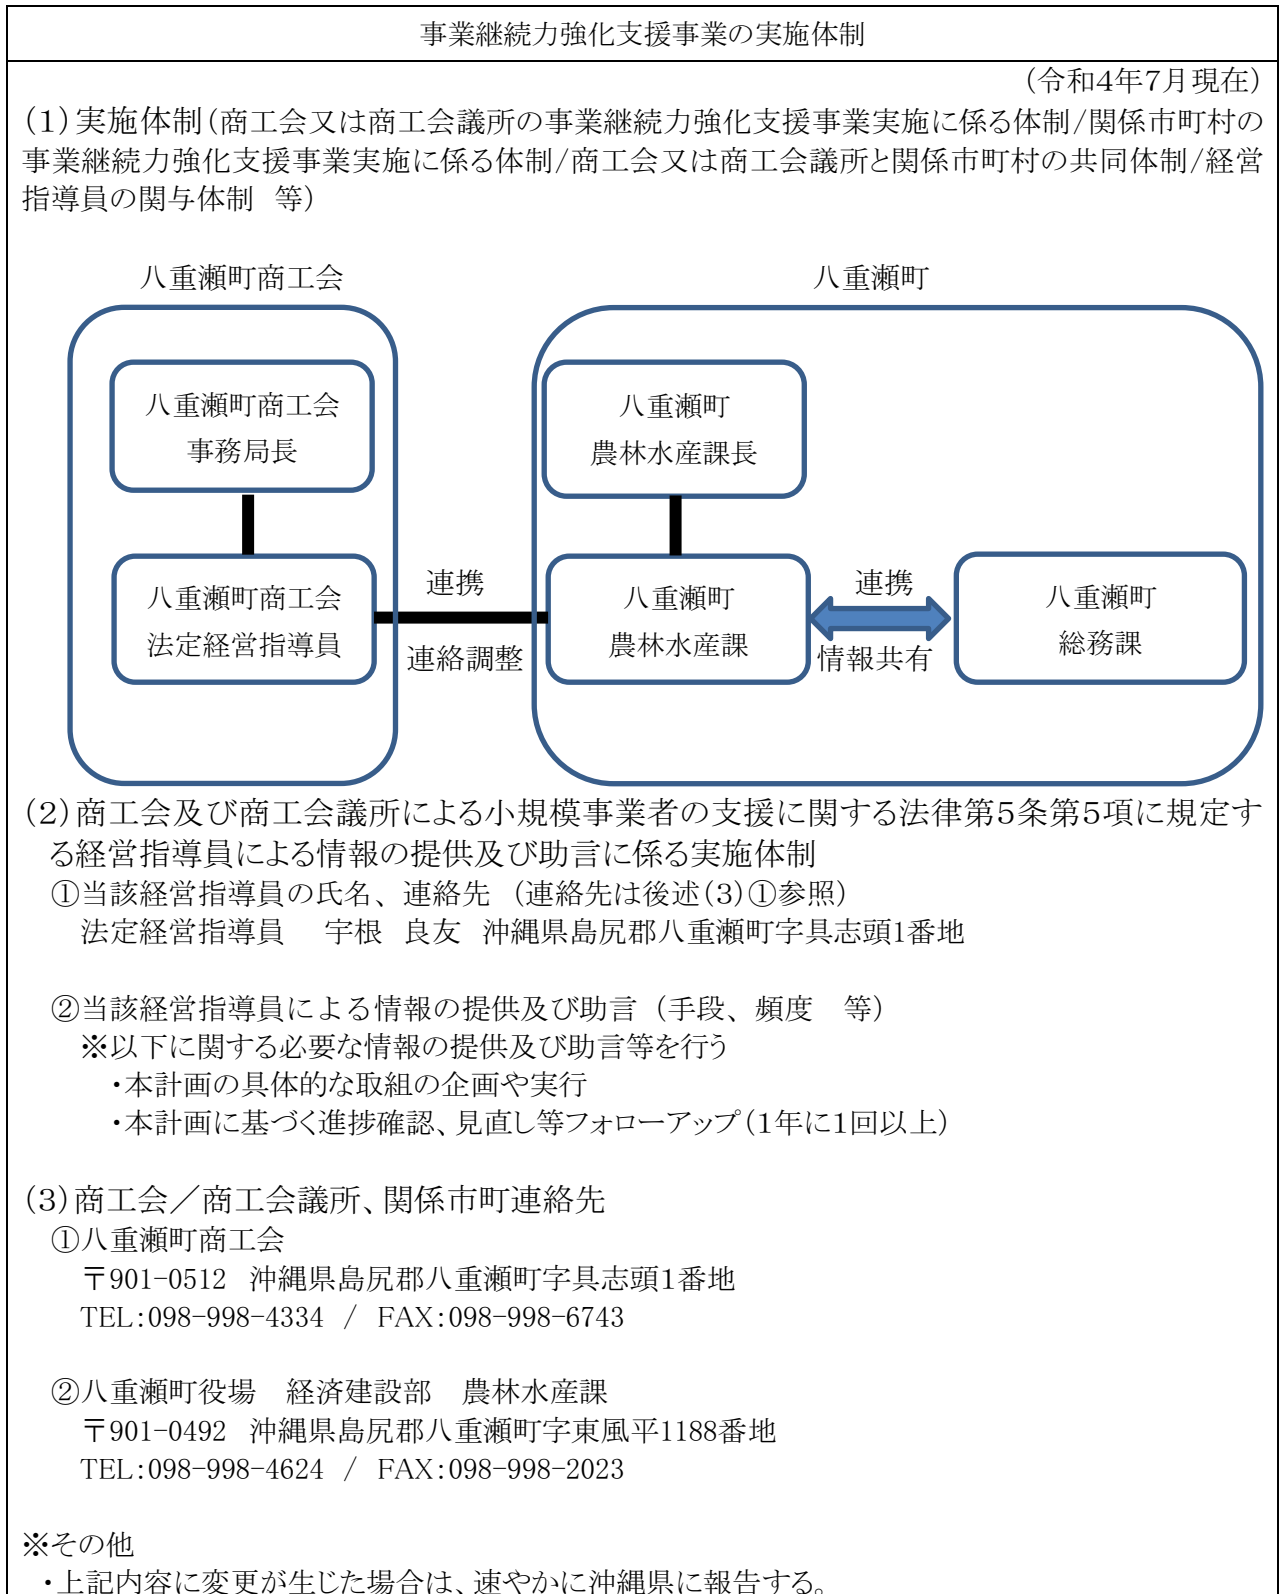 事業継続力強化支援事業の実施体制
(令和4年7月現在)
(1)実施体制(商工会又は商工会議所の事業継続力強化支援事業実施に係る体制/関係市町村の
事業継続力強化支援事業実施に係る体制/商工会又は商工会議所と関係市町村の共同体制/経営
指導員の関与体制 等)
八重瀬町商工会
八重瀬町
八重瀬町商工会
事務局長
八重瀬町
農林水産課長
八重瀬町商工会
法定経営指導員
連携
連絡調整
八重瀬町
農林水産課
連携
情報共有
八重瀬町
総務課
(2)商工会及び商工会議所による小規模事業者の支援に関する法律第5条第5項に規定す
る経営指導員による情報の提供及び助言に係る実施体制
①当該経営指導員の氏名、連絡先 (連絡先は後述(3)①参照)
法定経営指導員 宇根 良友 沖縄県島尻郡八重瀬町字具志頭1番地
②当該経営指導員による情報の提供及び助言 (手段、頻度 等)
※以下に関する必要な情報の提供及び助言等を行う
・本計画の具体的な取組の企画や実行
・本計画に基づく進捗確認、見直し等フォローアップ(1年に1回以上)
(3)商工会/商工会議所、関係市町連絡先
①八重瀬町商工会
〒901-0512 沖縄県島尻郡八重瀬町字具志頭1番地
TEL:098-998-4334 / FAX:098-998-6743
②八重瀬町役場 経済建設部 農林水産課
〒901-0492 沖縄県島尻郡八重瀬町字東風平1188番地
TEL:098-998-4624 / FAX:098-998-2023
※その他
・上記内容に変更が生じた場合は、速やかに沖縄県に報告する。